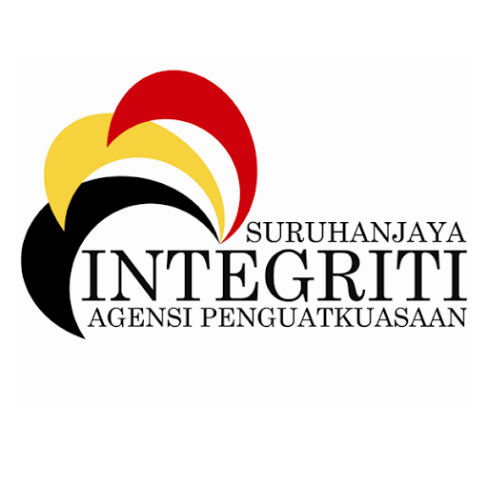 SURUHANJAYA
INTEGRITI
AGENSI PENGUATKUASAAN